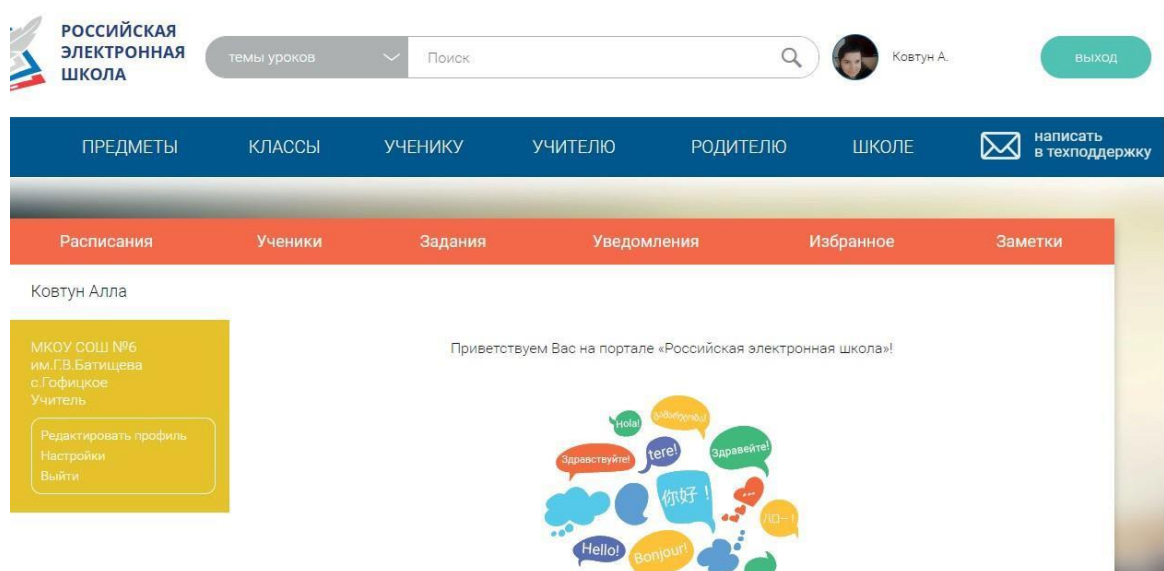 РОССИЙСКАЯ
ЭЛЕКТРОННАЯ
ШКОЛА
темы уроков
Поиск
Ковтун А.
выход
ПРЕДМЕТЫ
КЛАССЫ
УЧЕНИКУ
УЧИТЕЛЮ
РОДИТЕЛЮ
ШКОЛЕ
написать
в техподдержку
Расписания
Ученики
Задания
Уведомления
Избранное
Заметки
Ковтун Алла
МКОУ СОШ №6
им.Г.В.Батищева
с.Гофицкое
Учитель
Редактировать профиль
Настройки
Выйти
Приветствуем Вас на портале «Российская электронная школа»!
Hola!
Здравствуйте!
tere!
Здравейте!
你好！
Hello!
Bonjour!